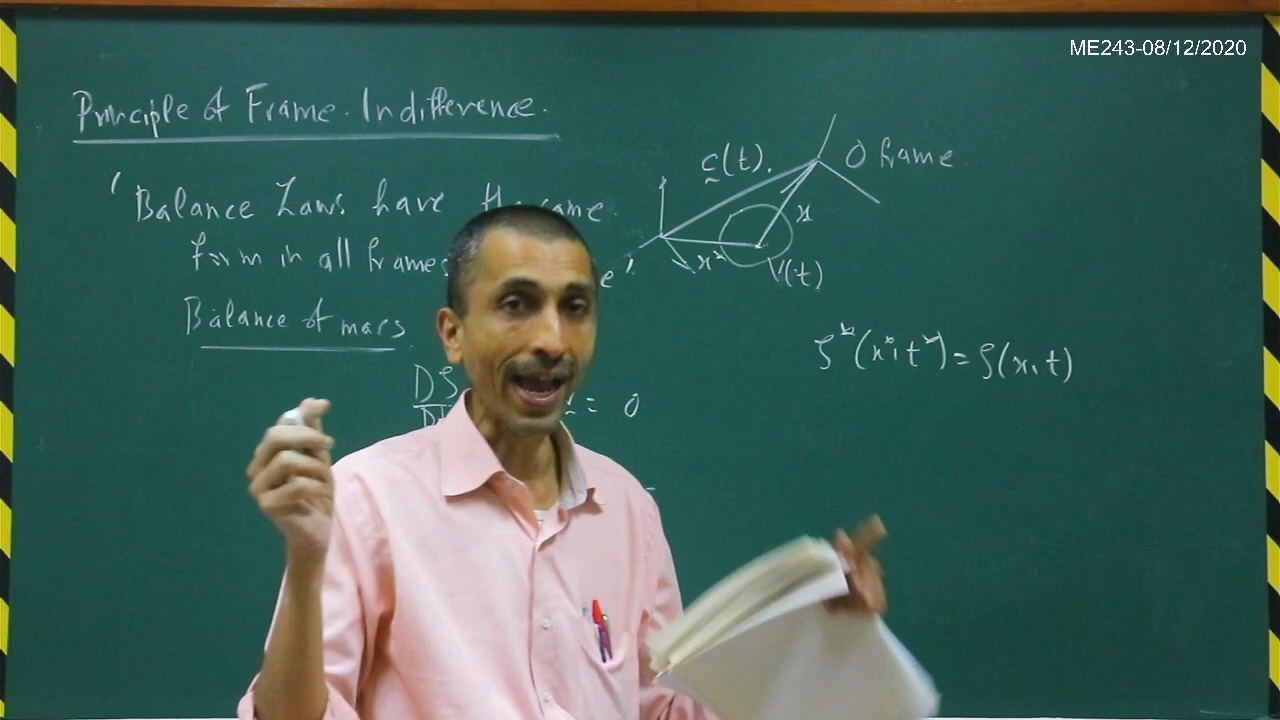 ME243-08/12/2020
Principle of Frame Indifference.
'Balance Laws have same
form in all frames
Balance of mass
c(t).
O frame
x
x*
V(t)
ρ*(x*, t*) = ρ(x, t)
Dρ
= 0